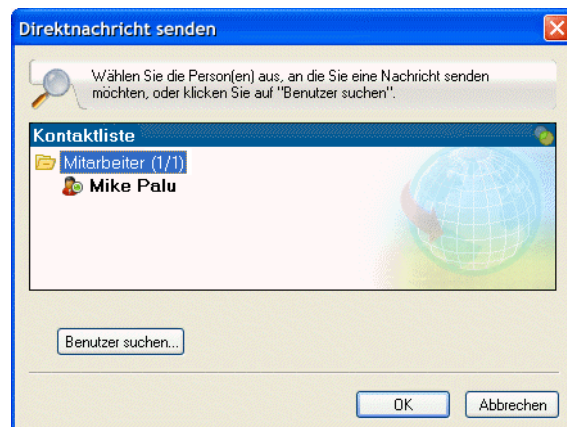 Direktnachricht senden
Wählen Sie die Person(en) aus, an die Sie eine Nachricht senden
möchten, oder klicken Sie auf "Benutzer suchen".
Kontaktliste
Mitarbeiter (1/1)
Mike Palu
Benutzer suchen...
OK Abbrechen